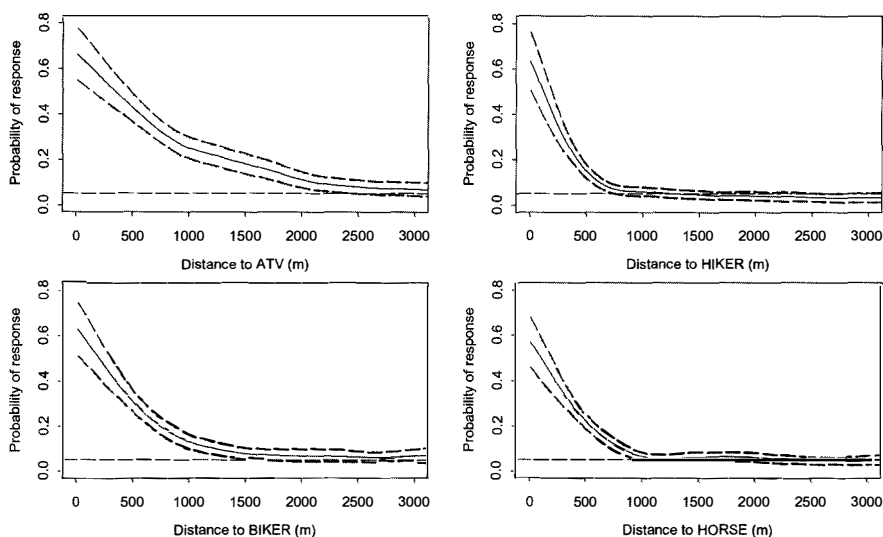 Probability of response
0.8
0.6
0.4
0.2
0.0
0 500 1000 1500 2000 2500 3000
Distance to ATV (m)
Probability of response
0.8
0.6
0.4
0.2
0.0
0 500 1000 1500 2000 2500 3000
Distance to HIKER (m)
Probability of response
0.8
0.6
0.4
0.2
0.0
0 500 1000 1500 2000 2500 3000
Distance to BIKER (m)
Probability of response
0.8
0.6
0.4
0.2
0.0
0 500 1000 1500 2000 2500 3000
Distance to HORSE (m)